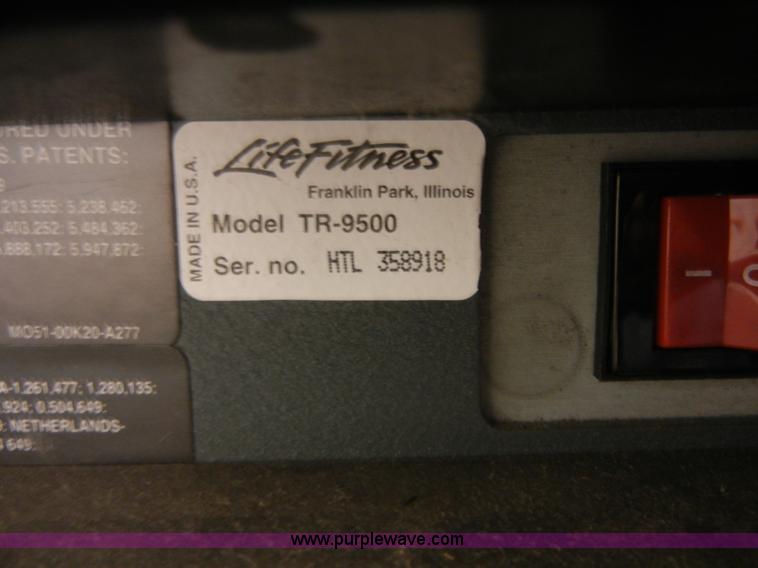 RED UNDER
S. PATENTS:
,213,555; 5,238,462;
,403,252; 5,484,362;
,888,172; 5,947,872;
MO51-00K20-A277
A-1,261,477; 1,280,135;
,924; 0,504,649;
NETHERLANDS-
649;
MADE IN U.S.A.
LifeFitness
Franklin Park, Illinois
Model TR-9500
Ser. no. HTL 358918
www.purplewave.com